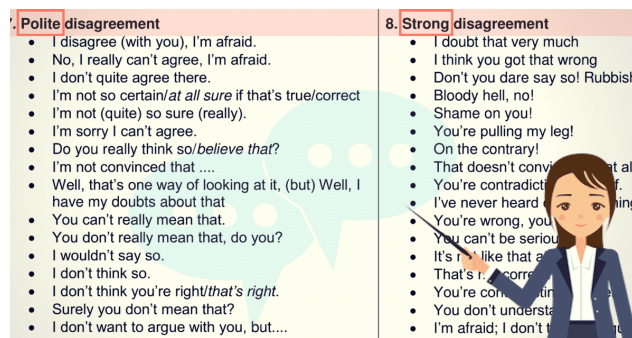 7. Polite disagreement
• I disagree (with you), I'm afraid.
• No, I really can't agree, I'm afraid.
• I don't quite agree there.
• I'm not so certain/at all sure if that's true/correct
• I'm not (quite) so sure (really).
• I'm sorry I can't agree.
• Do you really think so/believe that?
• I'm not convinced that ....
• Well, that's one way of looking at it, (but) Well, I
have my doubts about that
• You can't really mean that.
• You don't really mean that, do you?
• I wouldn't say so.
• I don't think so.
• I don't think you're right/that's right.
• Surely you don't mean that?
• I don't want to argue with you, but....
8. Strong disagreement
• I doubt that very much
• I think you got that wrong
• Don't you dare say so! Rubbish
• Bloody hell, no!
• Shame on you!
• You're pulling my leg!
• On the contrary!
• That doesn't
• You're
• I've never heard
• You're wrong,
• You can't be
• It's like that
• That's
• You're
• You don't
• I'm afraid; I don't